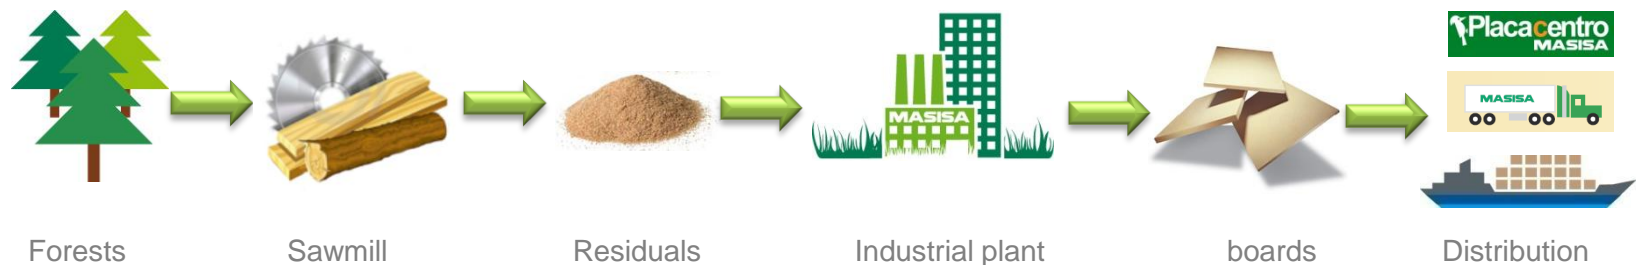 Placacentro
MASISA
MASISA
MASISA
Forests Sawmill Residuals Industrial plant boards Distribution